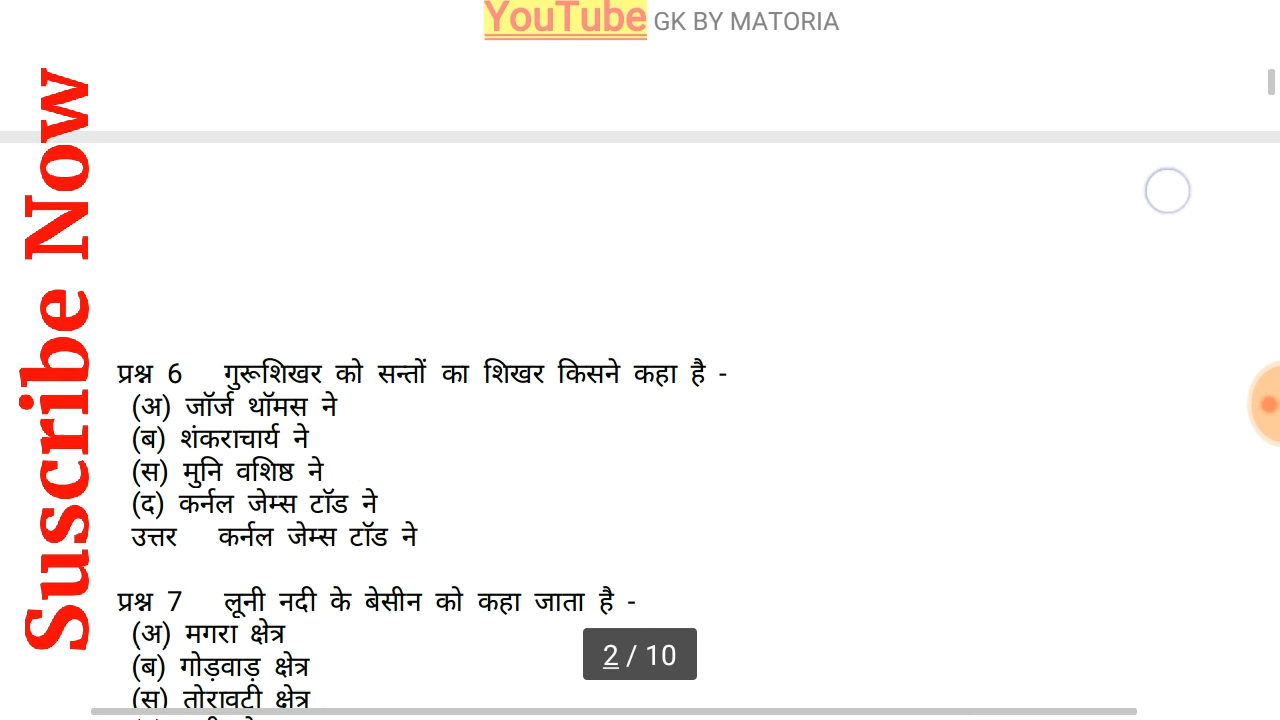 YouTube GK BY MATORIA
Suscribe Now
प्रश्न 6 गुरूशिखर को सन्तों का शिखर किसने कहा है -
(अ) जॉर्ज थॉमस ने
(ब) शंकराचार्य ने
(स) मुनि वशिष्ठ ने
(द) कर्नल जेम्स टॉड ने
उत्तर कर्नल जेम्स टॉड ने
प्रश्न 7 लूनी नदी के बेसीन को कहा जाता है -
(अ) मगरा क्षेत्र
(ब) गोड़वाड़ क्षेत्र
(स) तोरावटी क्षेत्र
2 / 10